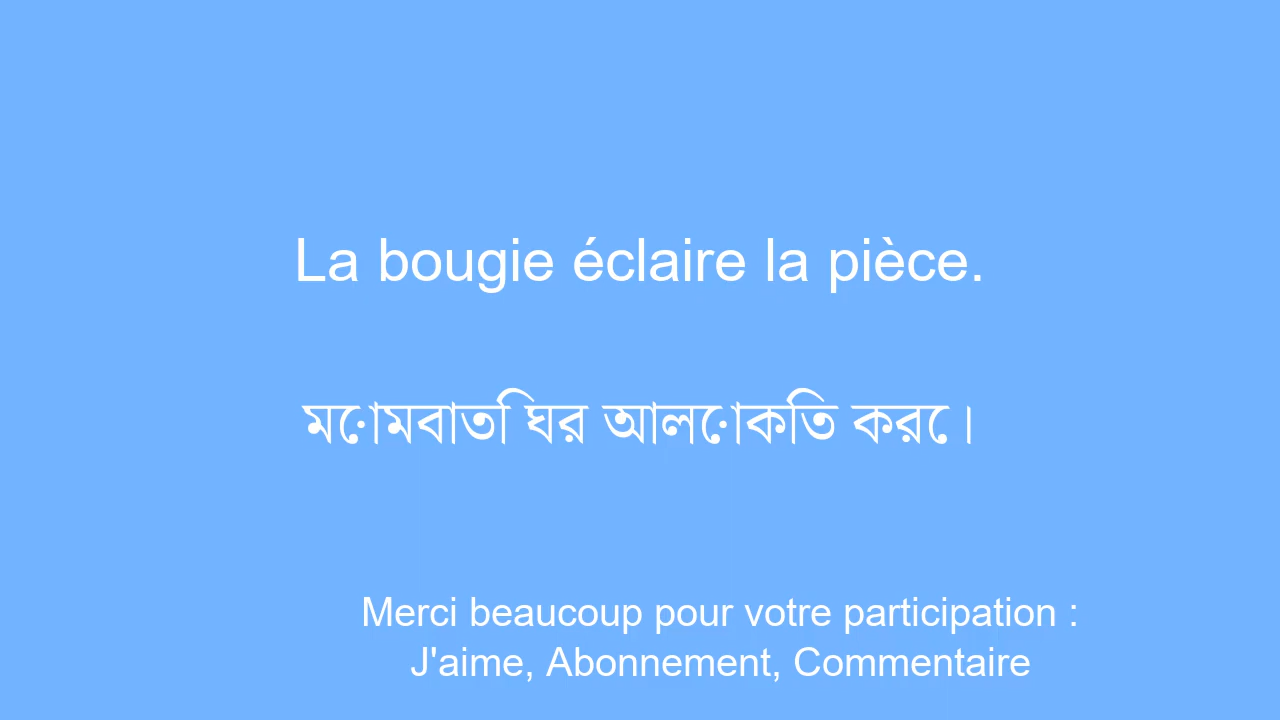 La bougie éclaire la pièce.
মোমবাতি ঘর আলোকিত করে।
Merci beaucoup pour votre participation :
J'aime, Abonnement, Commentaire